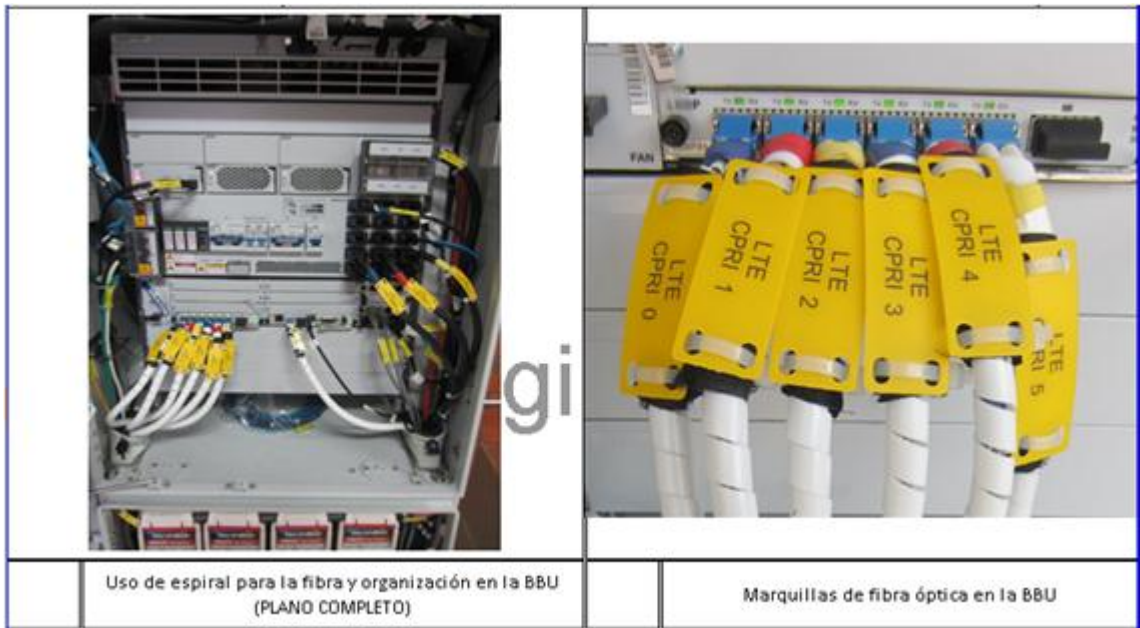 gi
FAN
LTE
CPRI 0
LTE
CPRI 1
LTE
CPRI 2
LTE
CPRI 3
LTE
CPRI 4
LTE
PRI 5
Uso de espiral para la fibra y organización en la BBU
(PLANO COMPLETO)
Marquillas de fibra óptica en la BBU